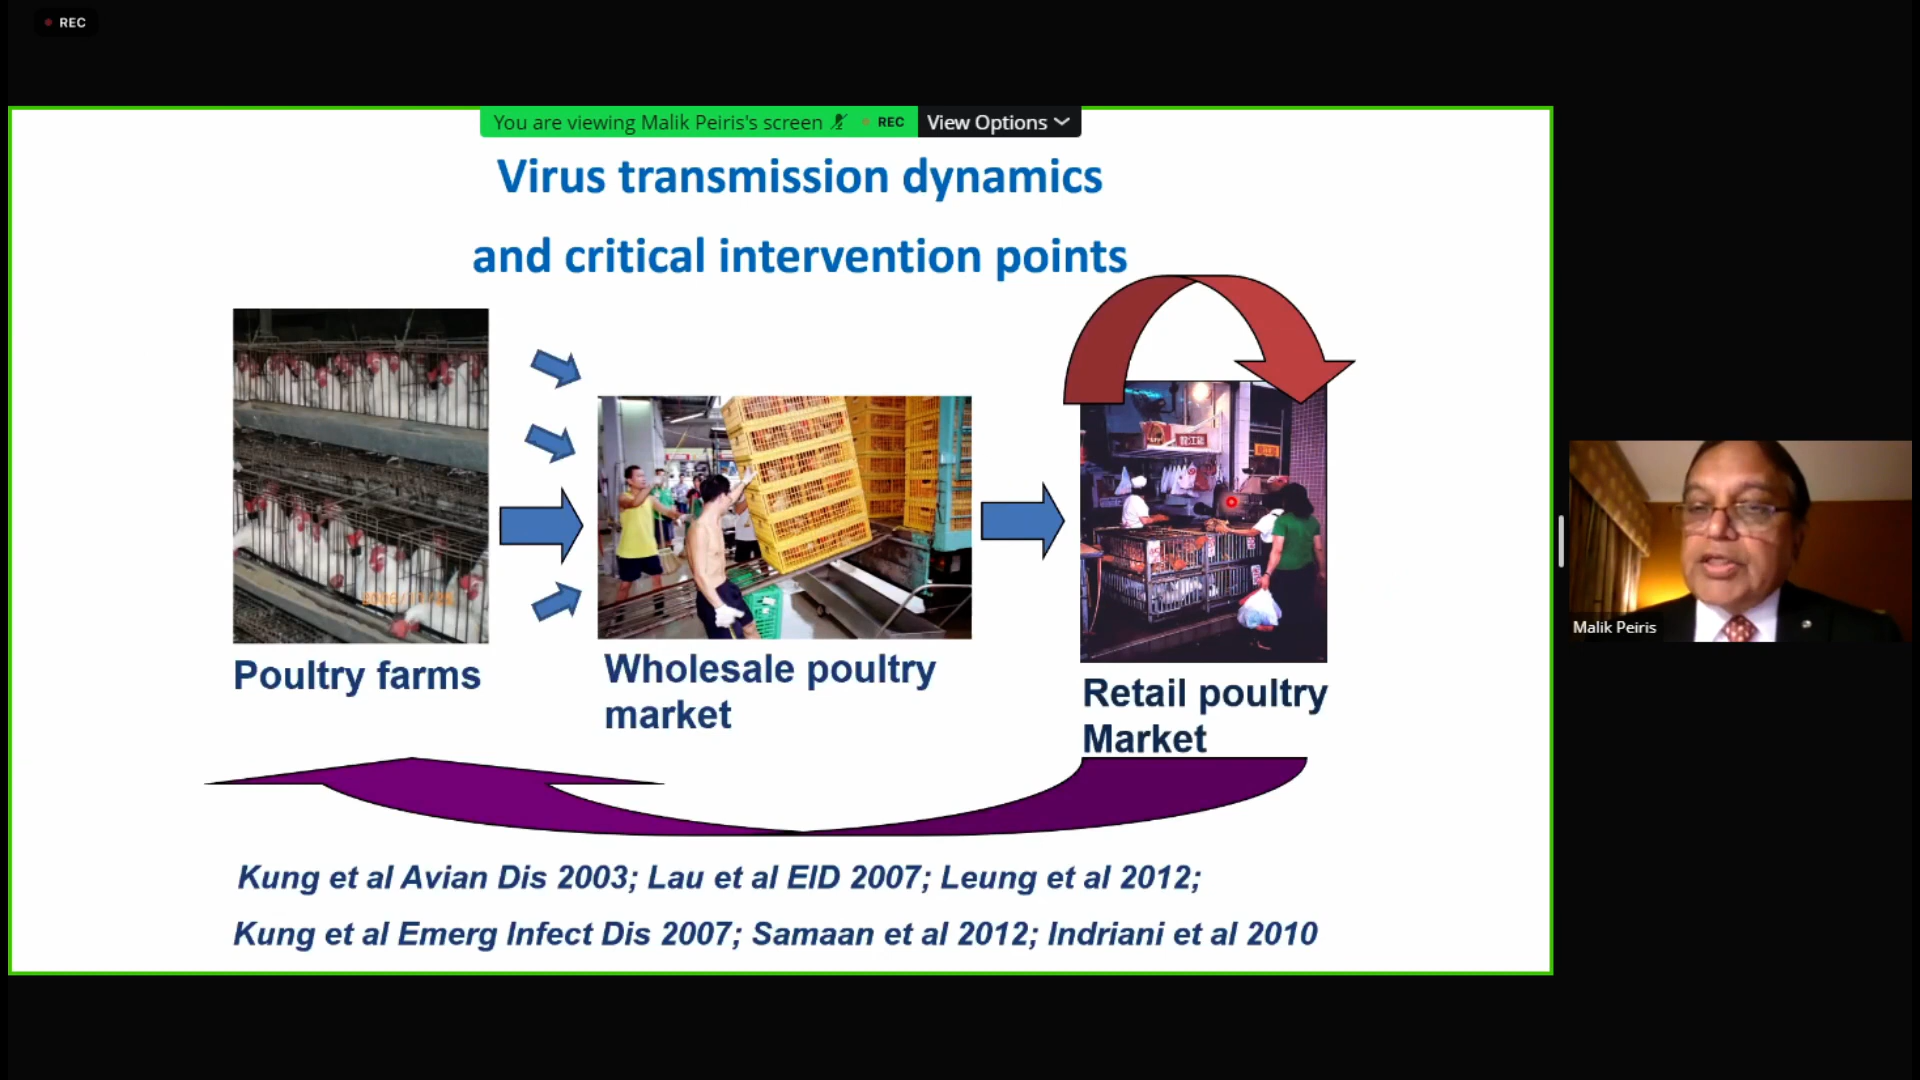 REC
You are viewing Malik Peiris's screen REC View Options
Virus transmission dynamics
and critical intervention points
Poultry farms
Wholesale poultry
market
Retail poultry
Market
Malik Peiris
Kung et al Avian Dis 2003; Lau et al EID 2007; Leung et al 2012;
Kung et al Emerg Infect Dis 2007; Samaan et al 2012; Indriani et al 2010